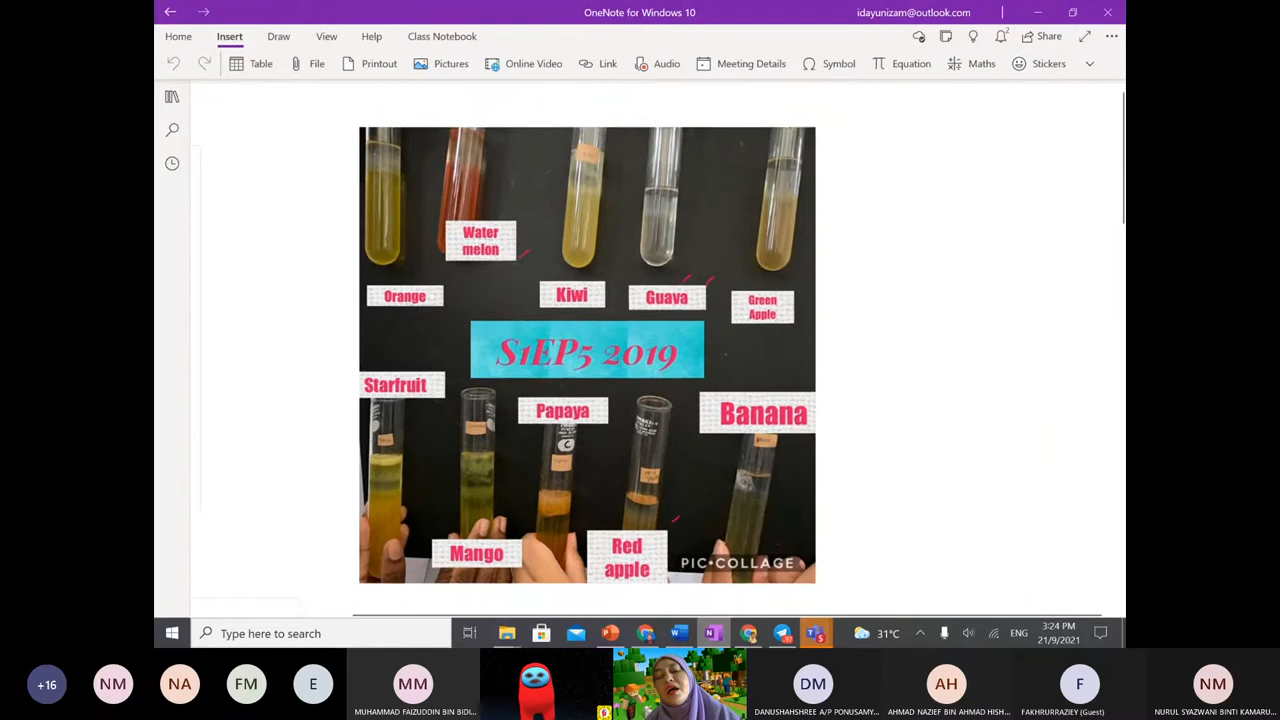 OneNote for Windows 10
idayunizam@outlook.com
Home Insert Draw View Help Class Notebook
Share
Table File Printout Pictures Online Video Link Audio Meeting Details Symbol Equation Maths Stickers
Water
melon
Orange
Kiwi
Guava
Green
Apple
S1EP5 2019
Starfruit
Papaya
Banana
C
Mango
Red
apple
PIC•COLLAGE
Type here to search
31°C
ENG
3:24 PM
21/9/2021
+16
NM
NA
FM
E
MM
MUHAMMAD FAIZUDDIN BIN BIDI...
DM
DANUSHAHSHREE A/P PONUSAMY
AH
AHMAD NAZIEF BIN AHMAD HISH...
F
FAKHRURRAZIEY (Guest)
NM
NURUL SYAZWANI BINTI KAMARU...